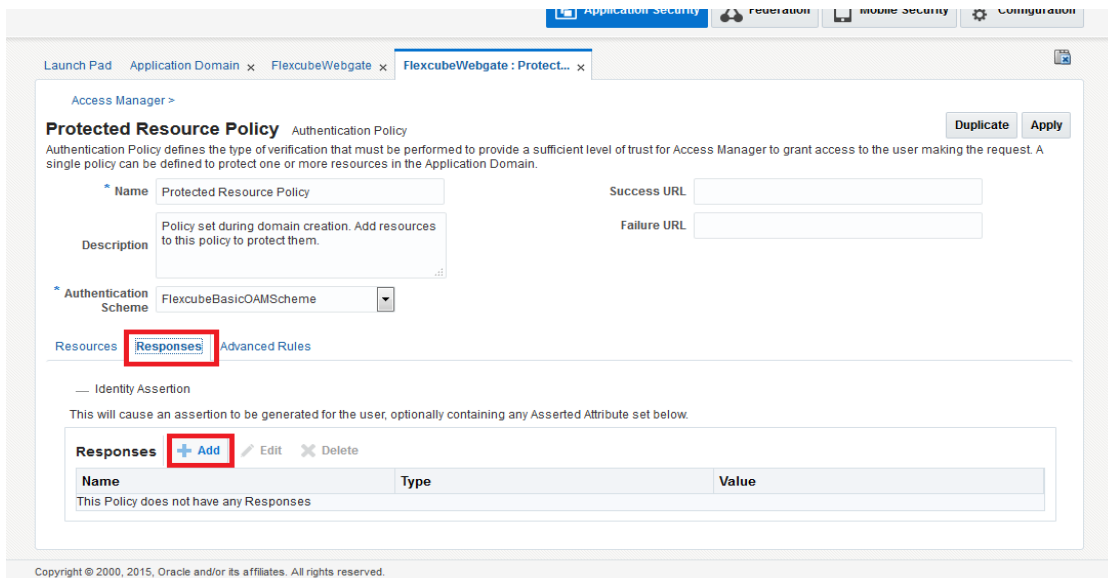 Application Security Federation Mobile Security Configuration
Launch Pad Application Domain x FlexcubeWebgate x FlexcubeWebgate : Protect... x
Access Manager >
Protected Resource Policy Authentication Policy
Duplicate Apply
Authentication Policy defines the type of verification that must be performed to provide a sufficient level of trust for Access Manager to grant access to the user making the request. A
single policy can be defined to protect one or more resources in the Application Domain.
* Name Protected Resource Policy
Success URL
Description Policy set during domain creation. Add resources
to this policy to protect them.
Failure URL
* Authentication
Scheme FlexcubeBasicOAMScheme
Resources Responses Advanced Rules
Identity Assertion
This will cause an assertion to be generated for the user, optionally containing any Asserted Attribute set below.
Responses Add Edit Delete
Name Type Value
This Policy does not have any Responses
Copyright © 2000, 2015, Oracle and/or its affiliates. All rights reserved.